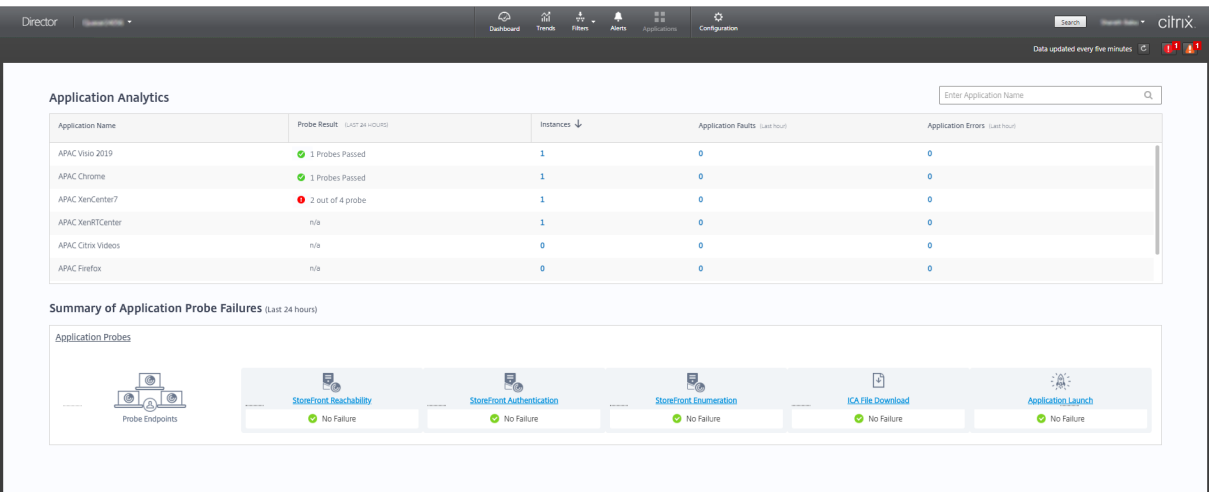 Director
Dashboard Trends Filters Alerts Applications Configuration
Search
citrix
Data updated every five minutes
1 1
Application Analytics
Enter Application Name
Application Name Probe Result (LAST 24 HOURS) Instances Application Faults (Last hour) Application Errors (Last hour)
APAC Visio 2019 1 Probes Passed 1 0 0
APAC Chrome 1 Probes Passed 1 0 0
APAC XenCenter7 2 out of 4 probe 1 0 0
APAC XenRTCenter n/a 1 0 0
APAC Citrix Videos n/a 0 0 0
APAC Firefox n/a 0 0 0
Summary of Application Probe Failures (Last 24 hours)
Application Probes
Probe Endpoints
StoreFront Reachability StoreFront Authentication StoreFront Enumeration ICA File Download Application Launch
No Failure No Failure No Failure No Failure No Failure